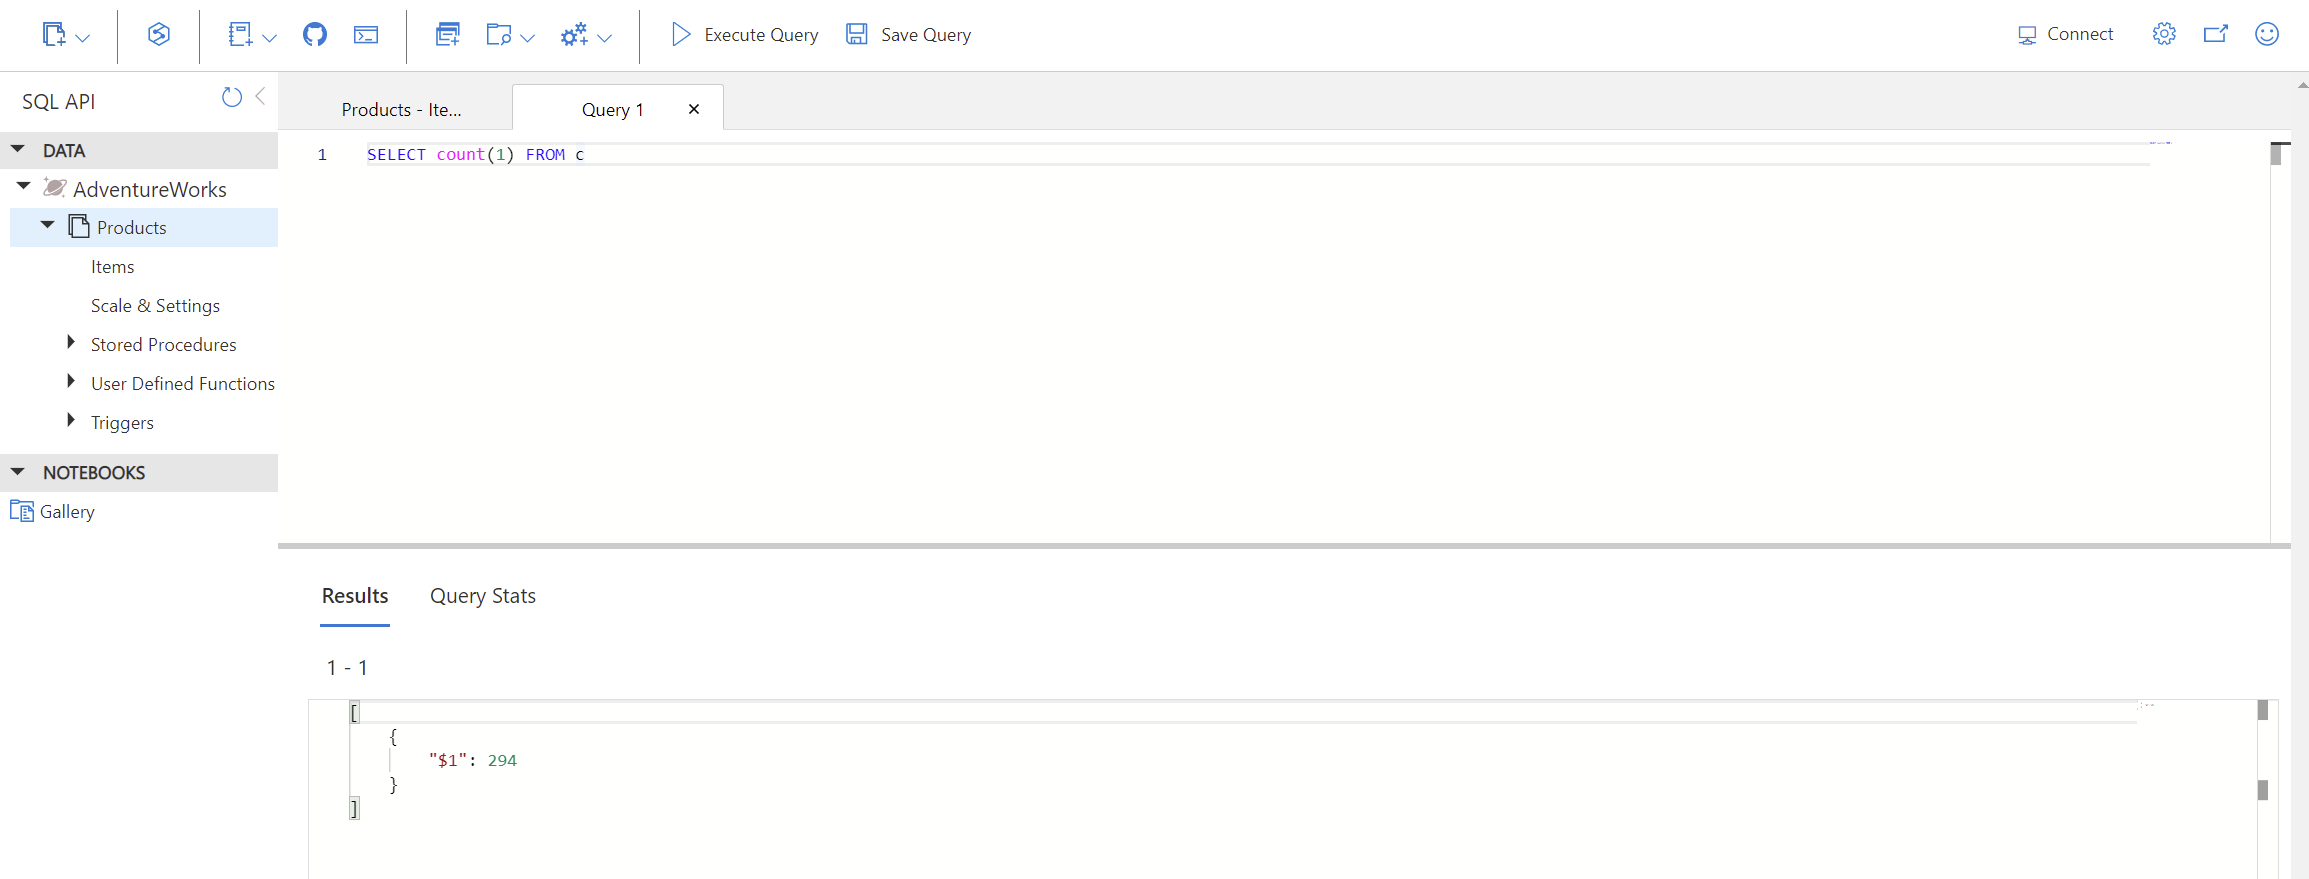 Execute Query
Save Query
Connect
SQL API
DATA
AdventureWorks
Products
Items
Scale & Settings
Stored Procedures
User Defined Functions
Triggers
NOTEBOOKS
Gallery
Products - Ite...
Query 1
1 SELECT count(1) FROM c
Results
Query Stats
1 - 1
[
{
"$1": 294
}
]